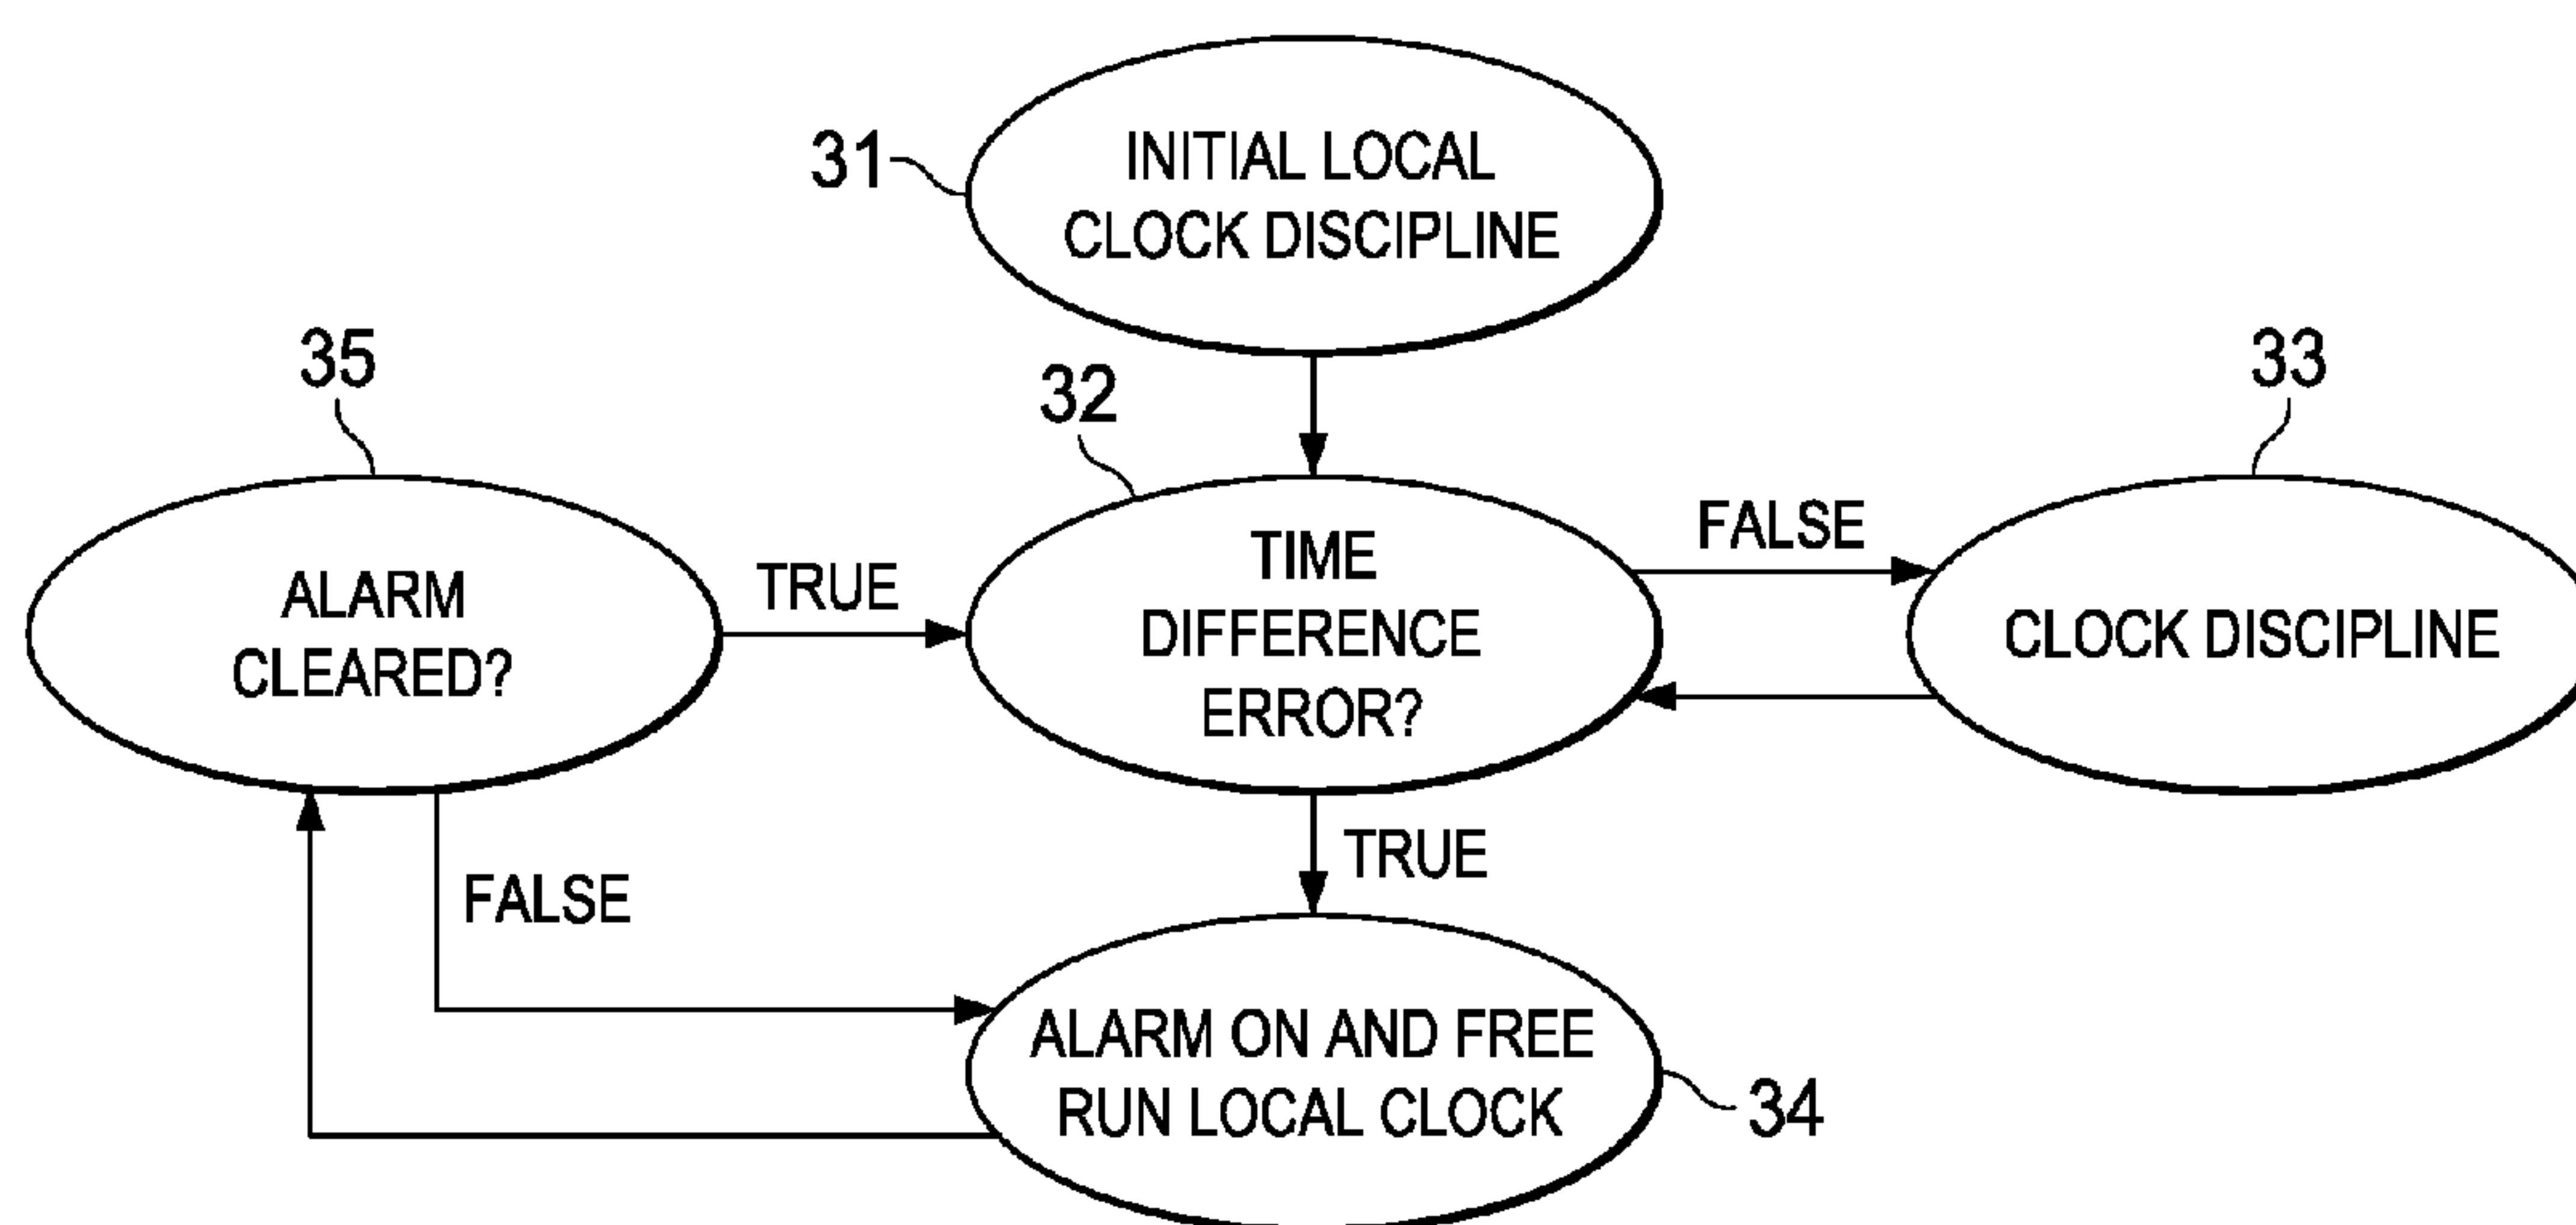 31
INITIAL LOCAL
CLOCK DISCIPLINE
35
32
33
ALARM
CLEARED?
TRUE
TIME
DIFFERENCE
ERROR?
FALSE
CLOCK DISCIPLINE
FALSE
TRUE
ALARM ON AND FREE
RUN LOCAL CLOCK
34